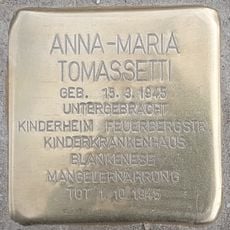 ANNA-MARIA
TOMASSETTI
GEB. 15.3.1945
UNTERGEBRACHT
KINDERHEIM FEUERBERGSTR.
KINDERKRANKENHAUS
BLANKENESE
MANGELERNÄHRUNG
TOT 1.10.1945